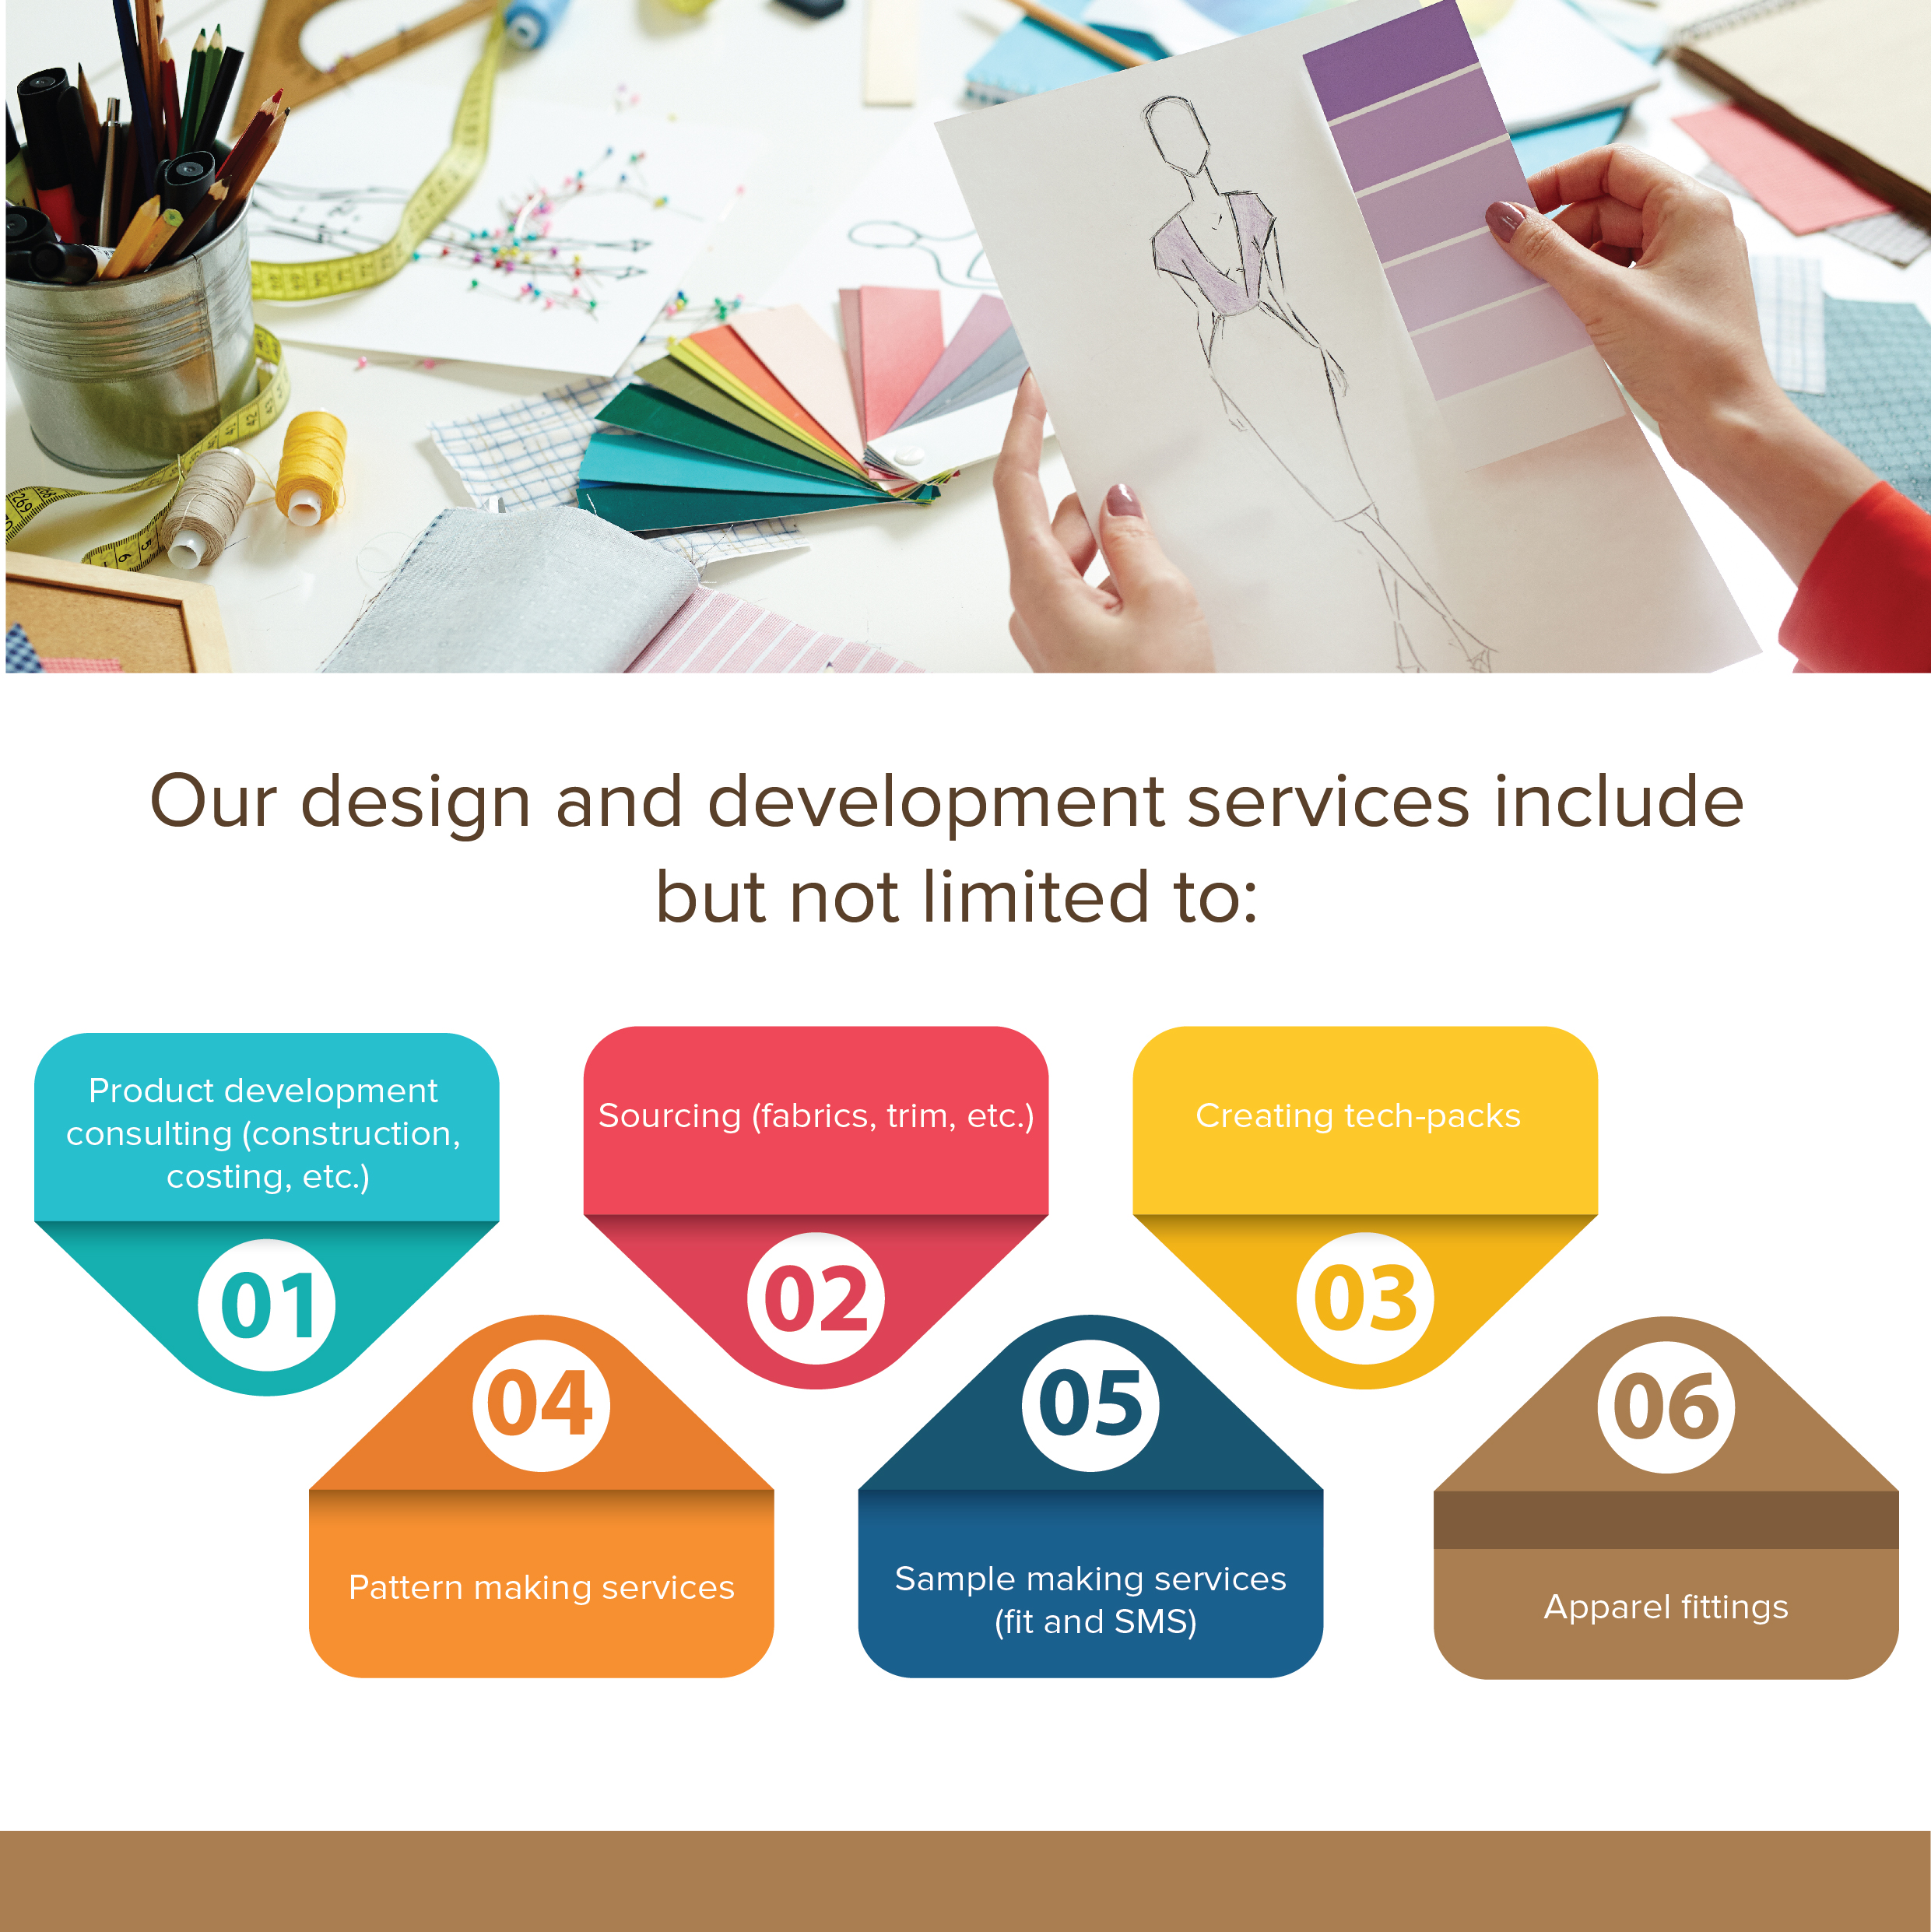 Our design and development services include
but not limited to:
Product development
consulting (construction,
costing, etc.)
01
Sourcing (fabrics, trim, etc.)
02
Creating tech-packs
03
04
Pattern making services
05
Sample making services
(fit and SMS)
06
Apparel fittings